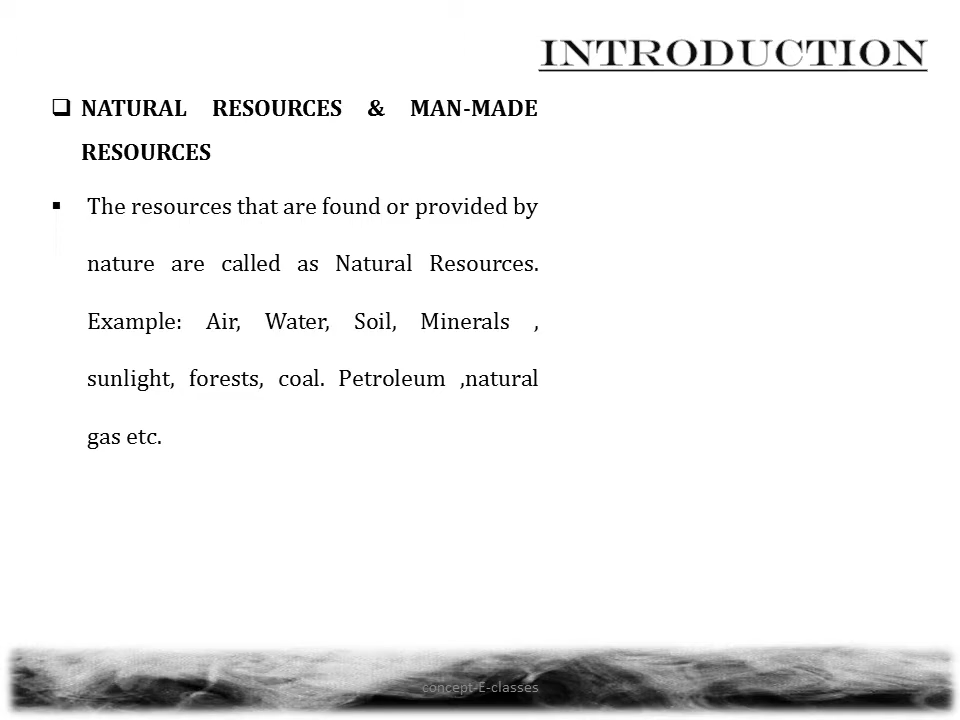 INTRODUCTION
NATURAL RESOURCES & MAN-MADE
RESOURCES
The resources that are found or provided by
nature are called as Natural Resources.
Example: Air, Water, Soil, Minerals ,
sunlight, forests, coal. Petroleum ,natural
gas etc.
concept-E-classes